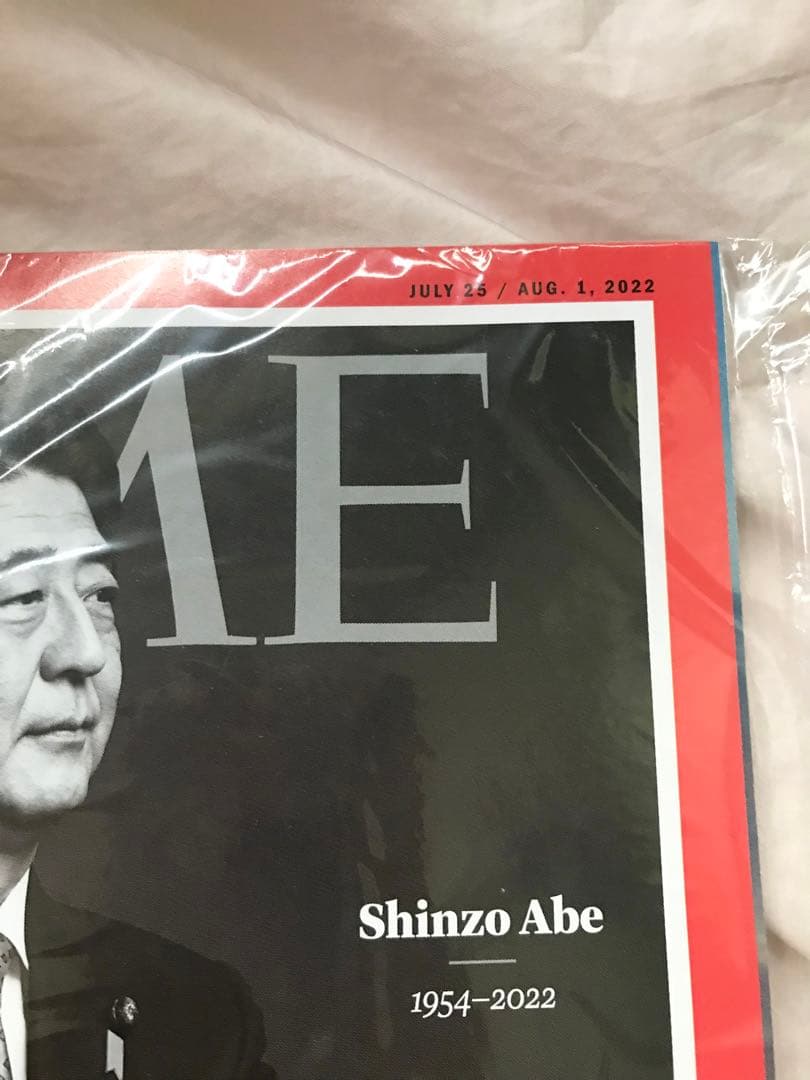 JULY 25 / AUG. 1, 2022
ME
Shinzo Abe
1954–2022